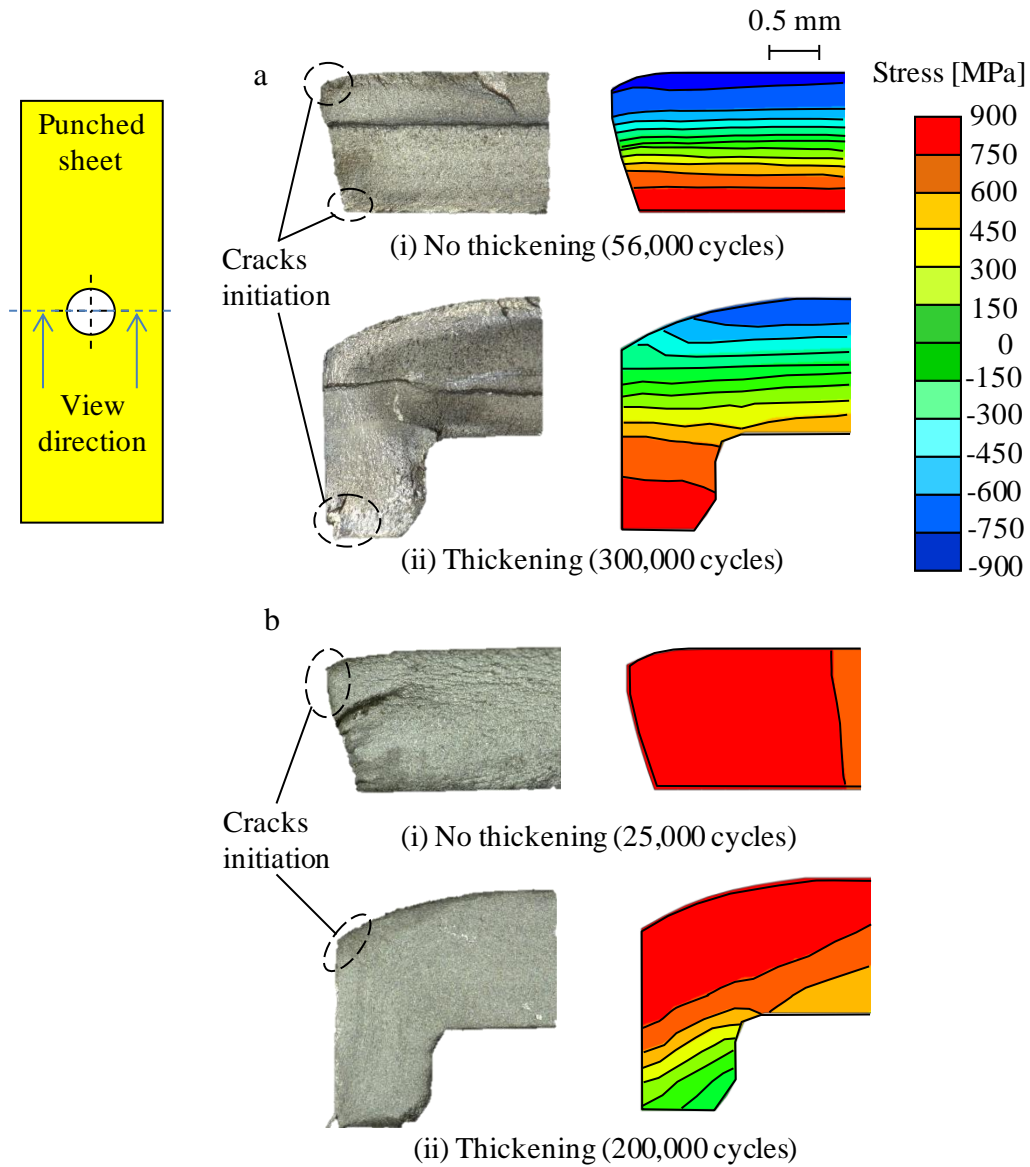 0.5 mm
a
Stress [MPa]
Punched
sheet
900
750
600
450
300
150
0
-150
-300
-450
-600
-750
-900
(i) No thickening (56,000 cycles)
Cracks
initiation
View
direction
(ii) Thickening (300,000 cycles)
b
Cracks
initiation
(i) No thickening (25,000 cycles)
(ii) Thickening (200,000 cycles)